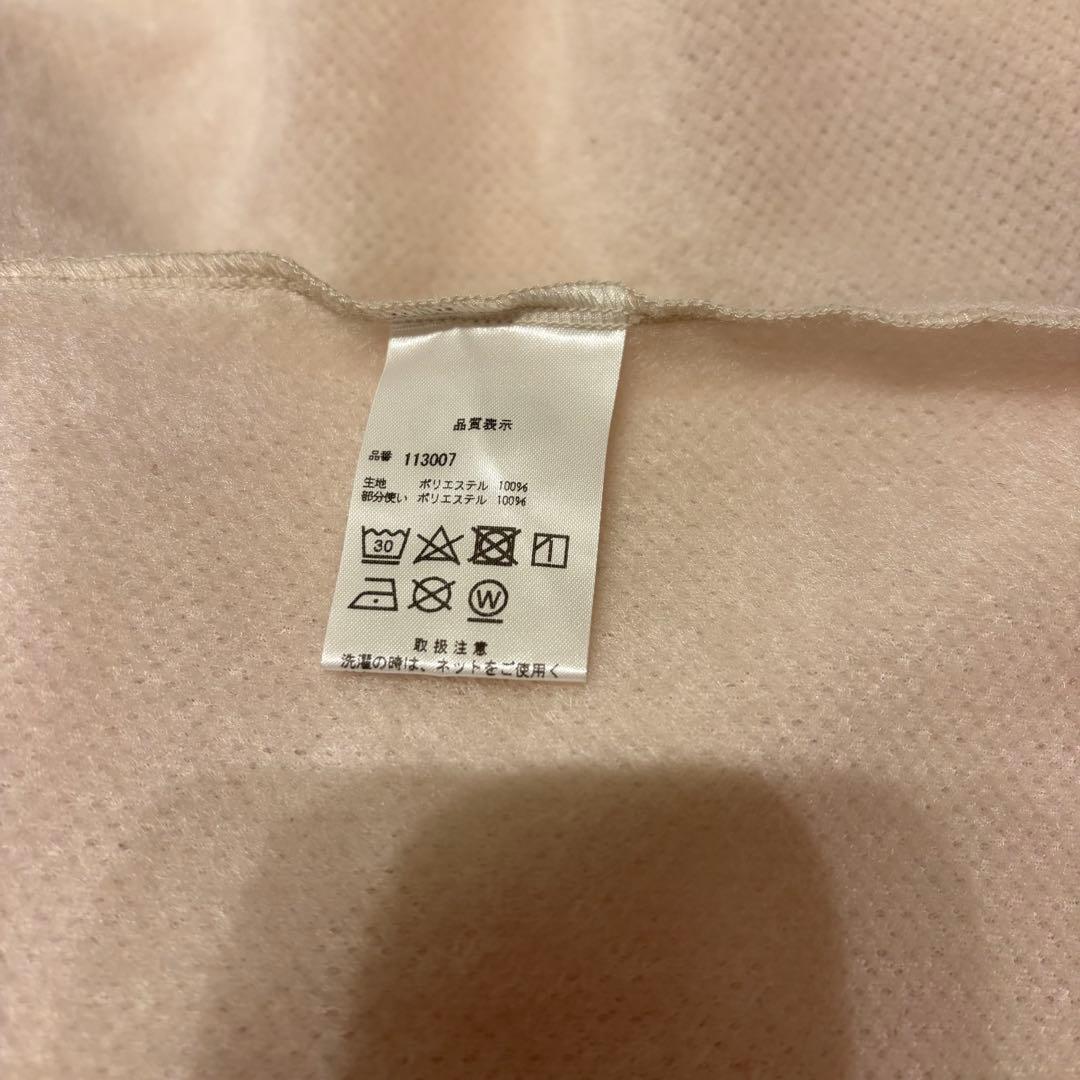 品質表示
品番 113007
生地 ポリエステル 100%
部分使い ポリエステル 100%
30
W
取扱注意
洗濯の時は、ネットをご使用く